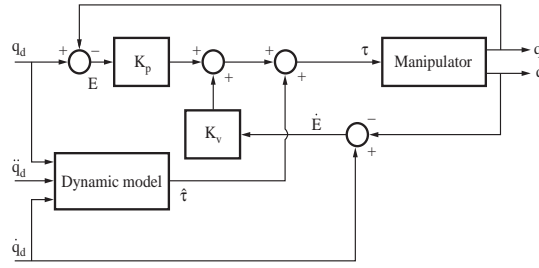 q_d
+
−
E
K_p
+
+
+
+
τ
Manipulator
q
K_v
Ė
−
+
q̈_d
Dynamic model
τ̂
q̇_d